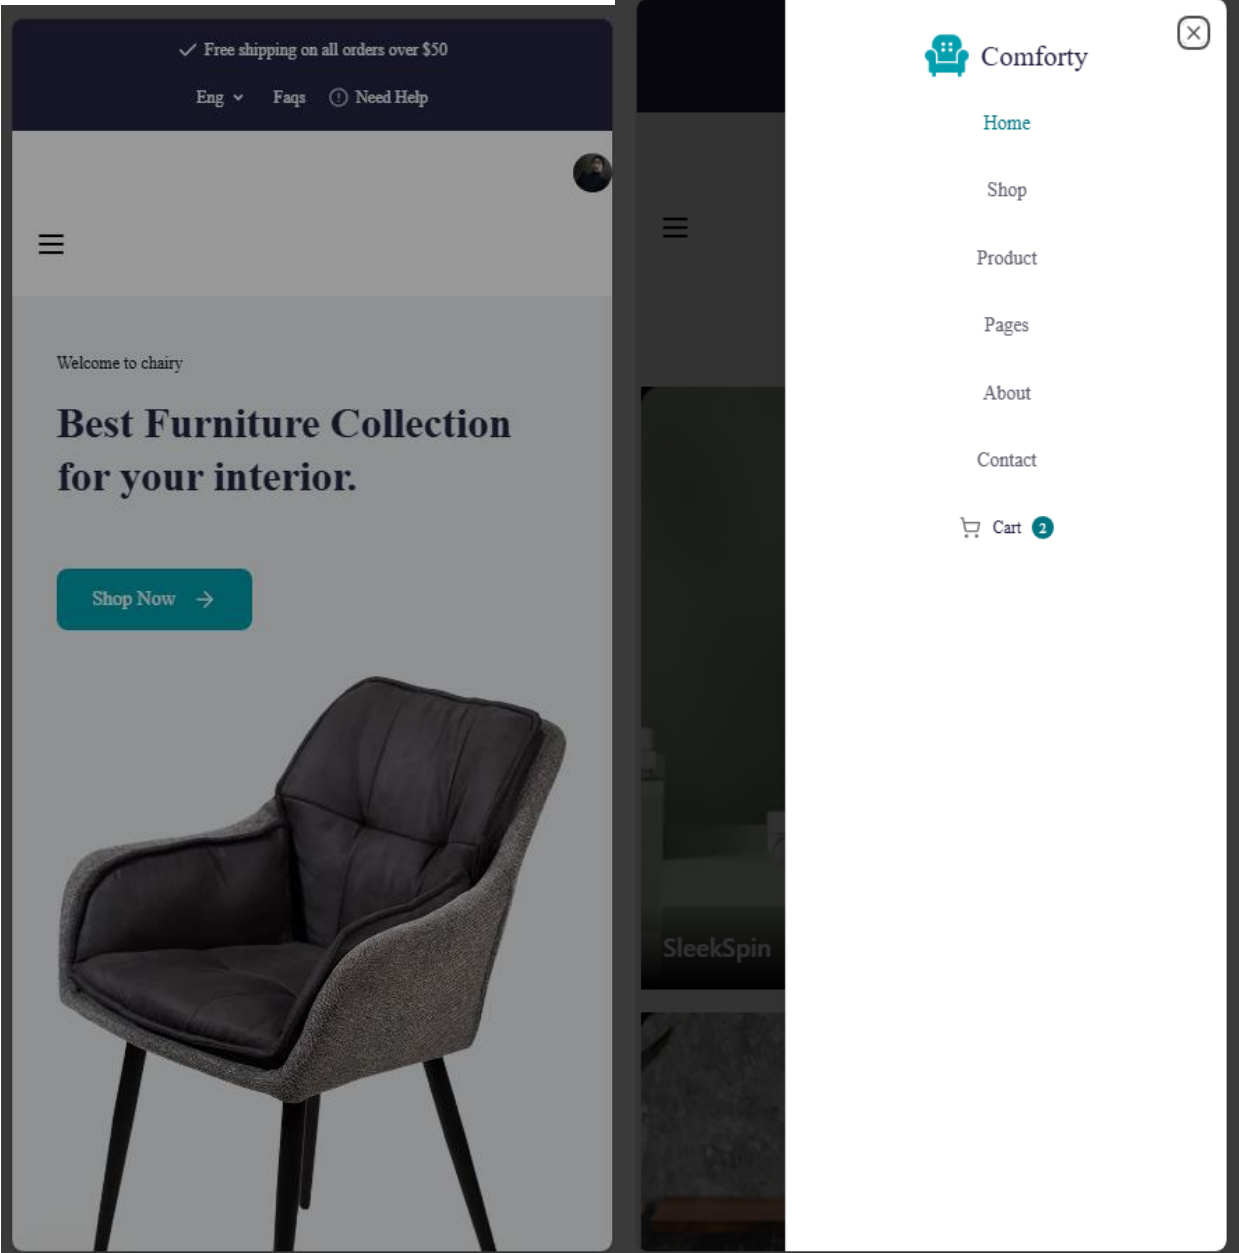 Free shipping on all orders over $50
Eng
Faqs
Need Help
Welcome to chairy
Best Furniture Collection
for your interior.
Shop Now
Comforty
Home
Shop
Product
Pages
About
Contact
Cart 2
SleekSpin